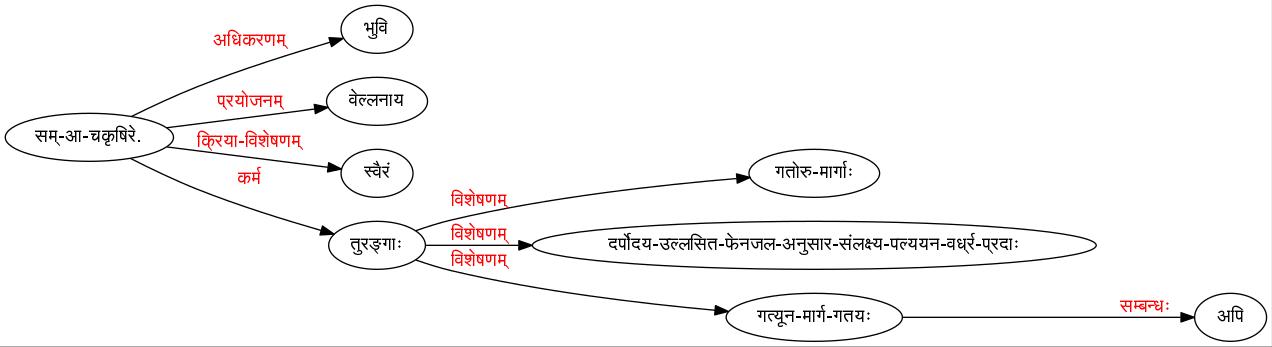 भुवि
अधिकरणम्
प्रयोजनम्
वेल्लनाय
सम्-आ-चकृषिरे.
क्रिया-विशेषणम्
स्वैरं
कर्म
गतोरु-मार्गाः
विशेषणम्
तुरङ्गाः
विशेषणम्
दर्पोदय-उल्लसित-फेनजल-अनुसार-संलक्ष्य-पल्ययन-वर्ध्र-प्रदाः
विशेषणम्
गत्यून-मार्ग-गतयः
सम्बन्धः
अपि